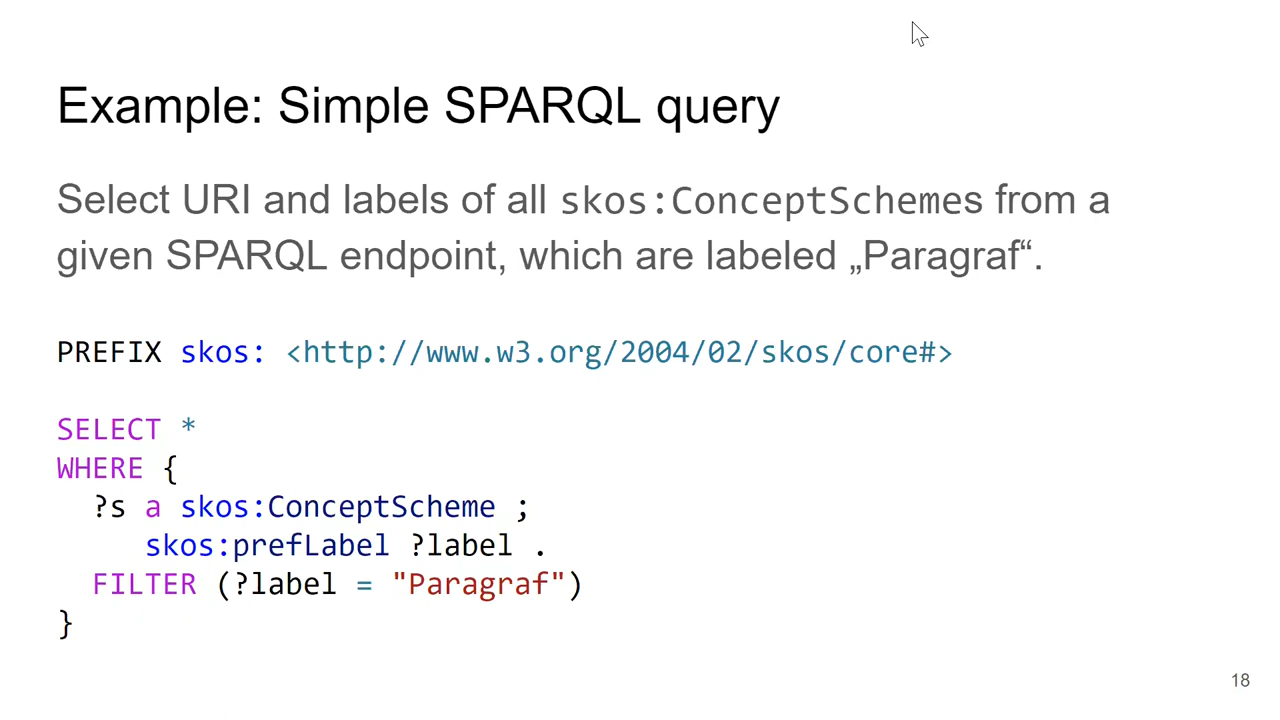 Example: Simple SPARQL query
Select URI and labels of all skos:ConceptSchemes from a
given SPARQL endpoint, which are labeled „Paragraf“.
PREFIX skos: <http://www.w3.org/2004/02/skos/core#>
SELECT *
WHERE {
?s a skos:ConceptScheme ;
skos:prefLabel ?label .
FILTER (?label = "Paragraf")
}
18